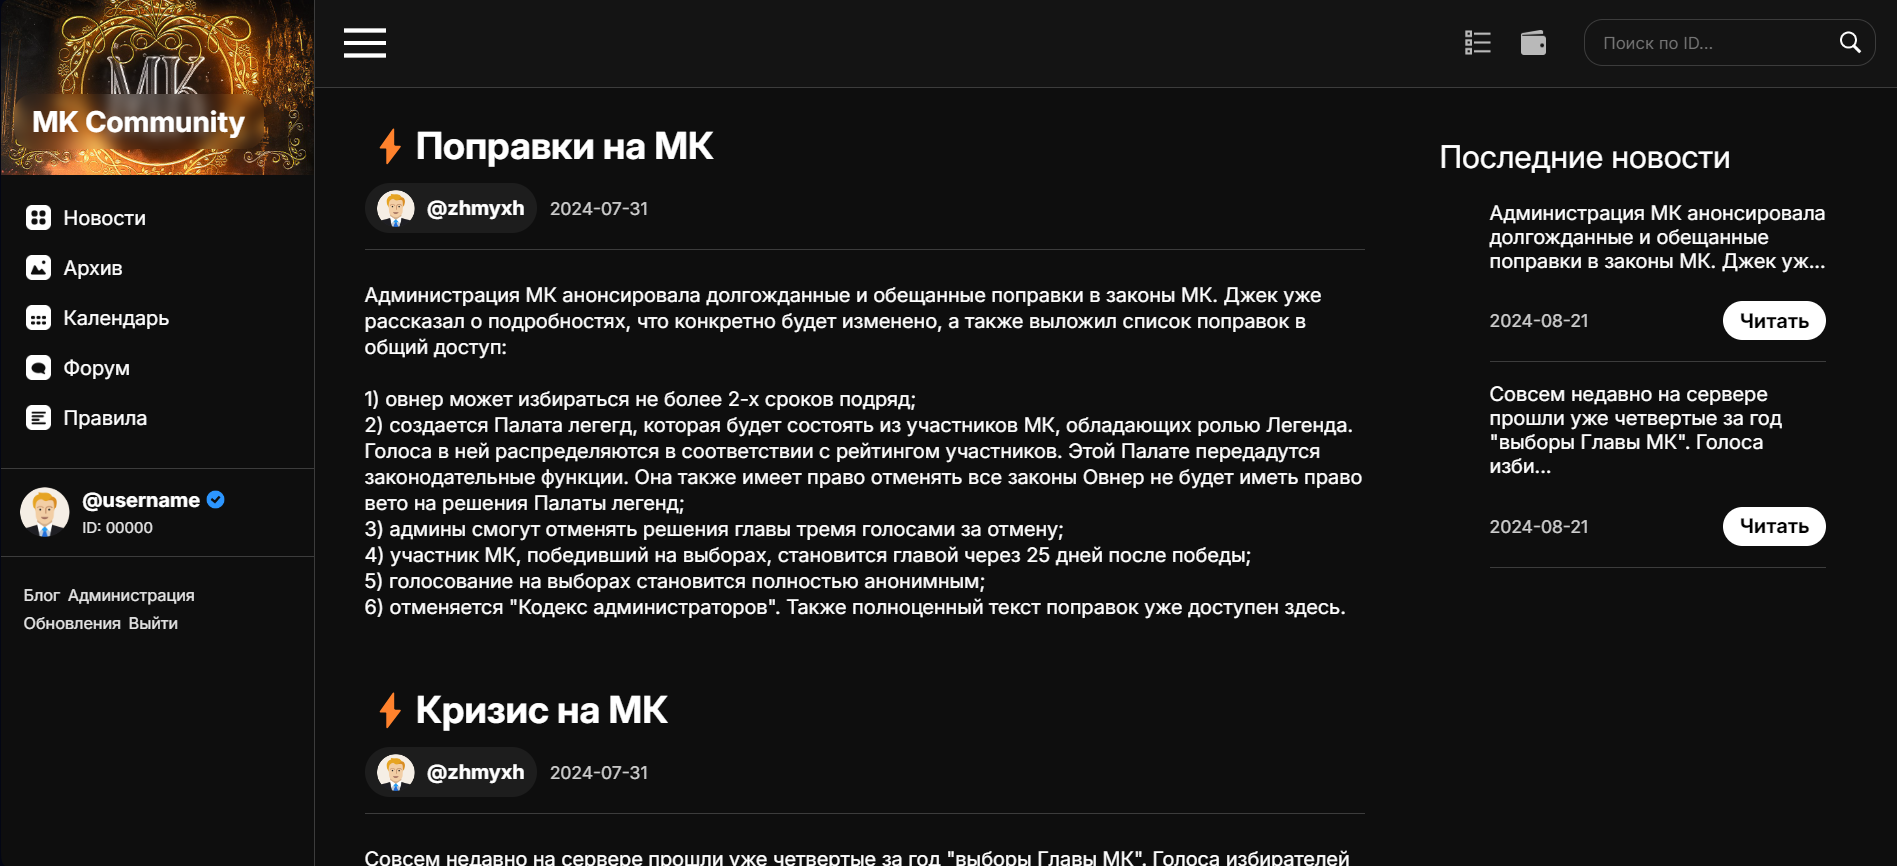 МК
MK Community
Новости
Архив
Календарь
Форум
Правила
@username
ID: 00000
Блог Администрация
Обновления Выйти
Поиск по ID...
Поправки на МК
@zhmyxh 2024-07-31
Администрация МК анонсировала долгожданные и обещанные поправки в законы МК. Джек уже
рассказал о подробностях, что конкретно будет изменено, а также выложил список поправок в
общий доступ:
1) овнер может избираться не более 2-х сроков подряд;
2) создается Палата легегд, которая будет состоять из участников МК, обладающих ролью Легенда.
Голоса в ней распределяются в соответствии с рейтингом участников. Этой Палате передадутся
законодательные функции. Она также имеет право отменять все законы Овнер не будет иметь право
вето на решения Палаты легенд;
3) админы смогут отменять решения главы тремя голосами за отмену;
4) участник МК, победивший на выборах, становится главой через 25 дней после победы;
5) голосование на выборах становится полностью анонимным;
6) отменяется "Кодекс администраторов". Также полноценный текст поправок уже доступен здесь.
Кризис на МК
@zhmyxh 2024-07-31
Совсем недавно на сервере прошли уже четвертые за год "выборы Главы МК". Голоса избирателей
Последние новости
Администрация МК анонсировала
долгожданные и обещанные
поправки в законы МК. Джек уж...
2024-08-21 Читать
Совсем недавно на сервере
прошли уже четвертые за год
"выборы Главы МК". Голоса
изби...
2024-08-21 Читать